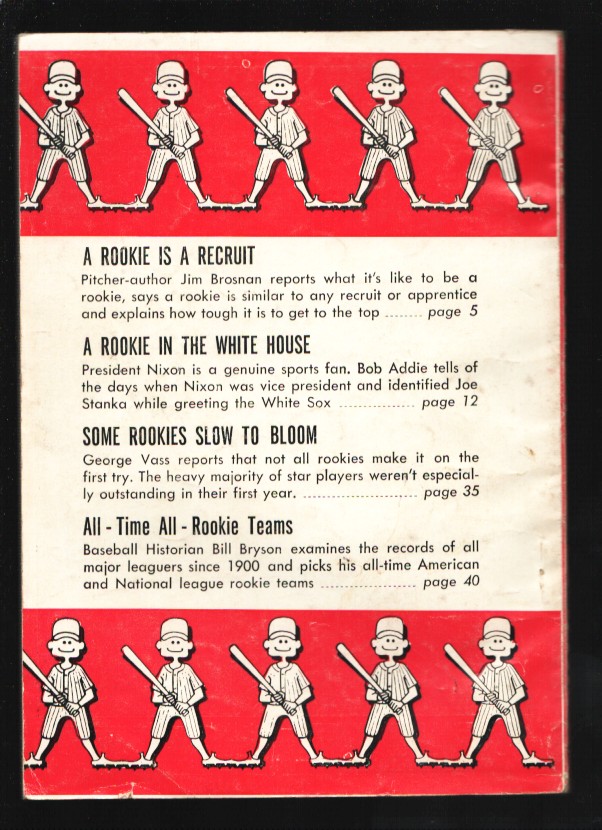 A ROOKIE IS A RECRUIT
Pitcher-author Jim Brosnan reports what it's like to be a
rookie, says a rookie is similar to any recruit or apprentice
and explains how tough it is to get to the top ........ page 5
A ROOKIE IN THE WHITE HOUSE
President Nixon is a genuine sports fan. Bob Addie tells of
the days when Nixon was vice president and identified Joe
Stanka while greeting the White Sox ................ page 12
SOME ROOKIES SLOW TO BLOOM
George Vass reports that not all rookies make it on the
first try. The heavy majority of star players weren't especial-
ly outstanding in their first year. ........................ page 35
All - Time All - Rookie Teams
Baseball Historian Bill Bryson examines the records of all
major leaguers since 1900 and picks his all-time American
and National league rookie teams .................... page 40